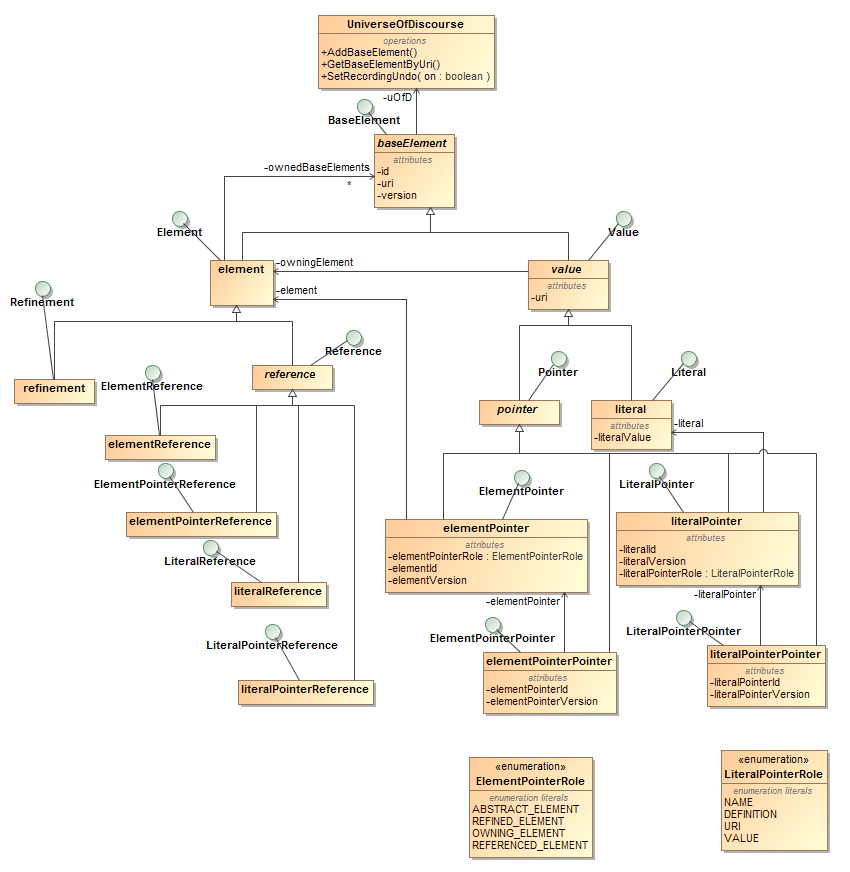 UniverseOfDiscourse
operations
+AddBaseElement()
+GetBaseElementByUri()
+SetRecordingUndo( on : boolean )
-uOfD
BaseElement
baseElement
attributes
-id
-uri
-version
-ownedBaseElements
*
Element
Value
element
-owningElement
value
attributes
-uri
-element
Refinement
Reference
refinement
reference
ElementReference
Pointer
Literal
pointer
literal
attributes
-literalValue
-literal
elementReference
ElementPointerReference
elementPointerReference
ElementPointer
LiteralPointer
elementPointer
attributes
-elementPointerRole : ElementPointerRole
-elementId
-elementVersion
literalPointer
attributes
-literalId
-literalVersion
-literalPointerRole : LiteralPointerRole
LiteralReference
literalReference
-elementPointer
-literalPointer
LiteralPointerReference
literalPointerReference
ElementPointerPointer
elementPointerPointer
attributes
-elementPointerId
-elementPointerVersion
LiteralPointerPointer
literalPointerPointer
attributes
-literalPointerId
-literalPointerVersion
«enumeration»
ElementPointerRole
enumeration literals
ABSTRACT_ELEMENT
REFINED_ELEMENT
OWNING_ELEMENT
REFERENCED_ELEMENT
«enumeration»
LiteralPointerRole
enumeration literals
NAME
DEFINITION
URI
VALUE